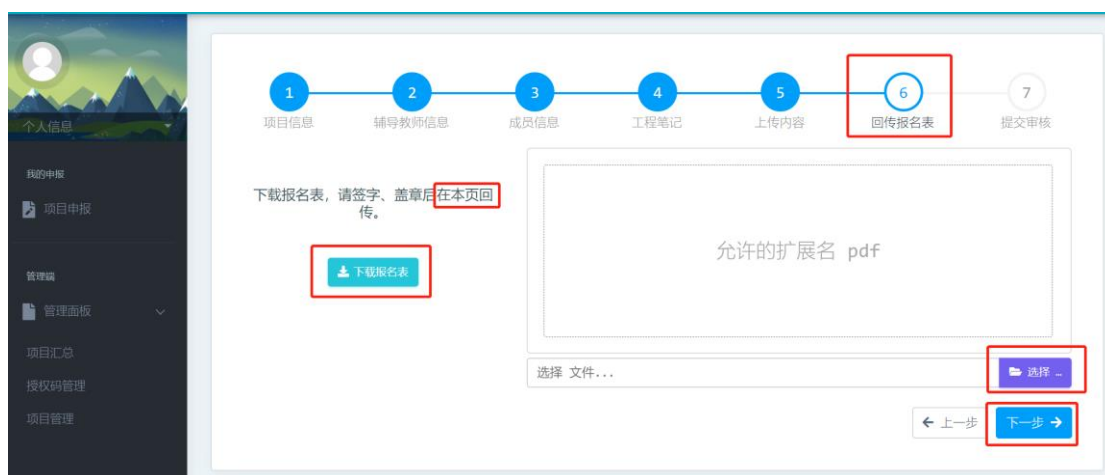 个人信息
我的申报
项目申报
管理端
管理面板
项目汇总
授权码管理
项目管理
1 2 3 4 5 6 7
项目信息 辅导教师信息 成员信息 工程笔记 上传内容 回传报名表 提交审核
下载报名表，请签字、盖章后在本页回
传。
下载报名表
允许的扩展名 pdf
选择 文件...
选择 …
上一步
下一步